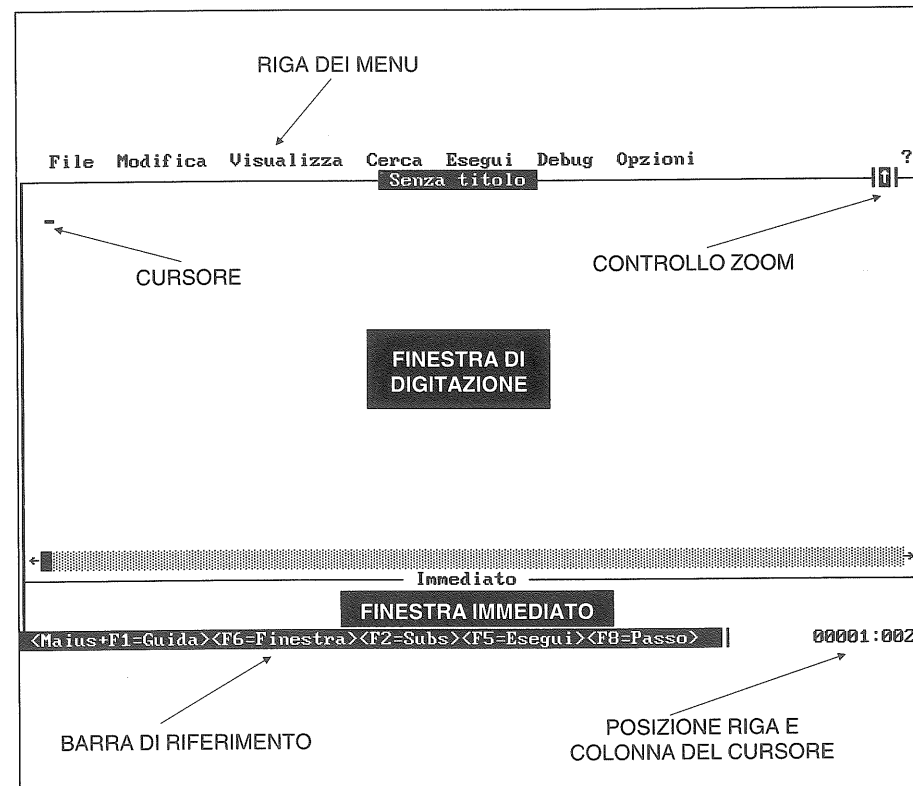 RIGA DEI MENU
File Modifica Visualizza Cerca Esegui Debug Opzioni ?
Senza titolo
CURSORE
CONTROLLO ZOOM
FINESTRA DI
DIGITAZIONE
Immediato
FINESTRA IMMEDIATO
<Maius+F1=Guida><F6=Finestra><F2=Subs><F5=Esegui><F8=Passo> 00001:002
BARRA DI RIFERIMENTO
POSIZIONE RIGA E
COLONNA DEL CURSORE